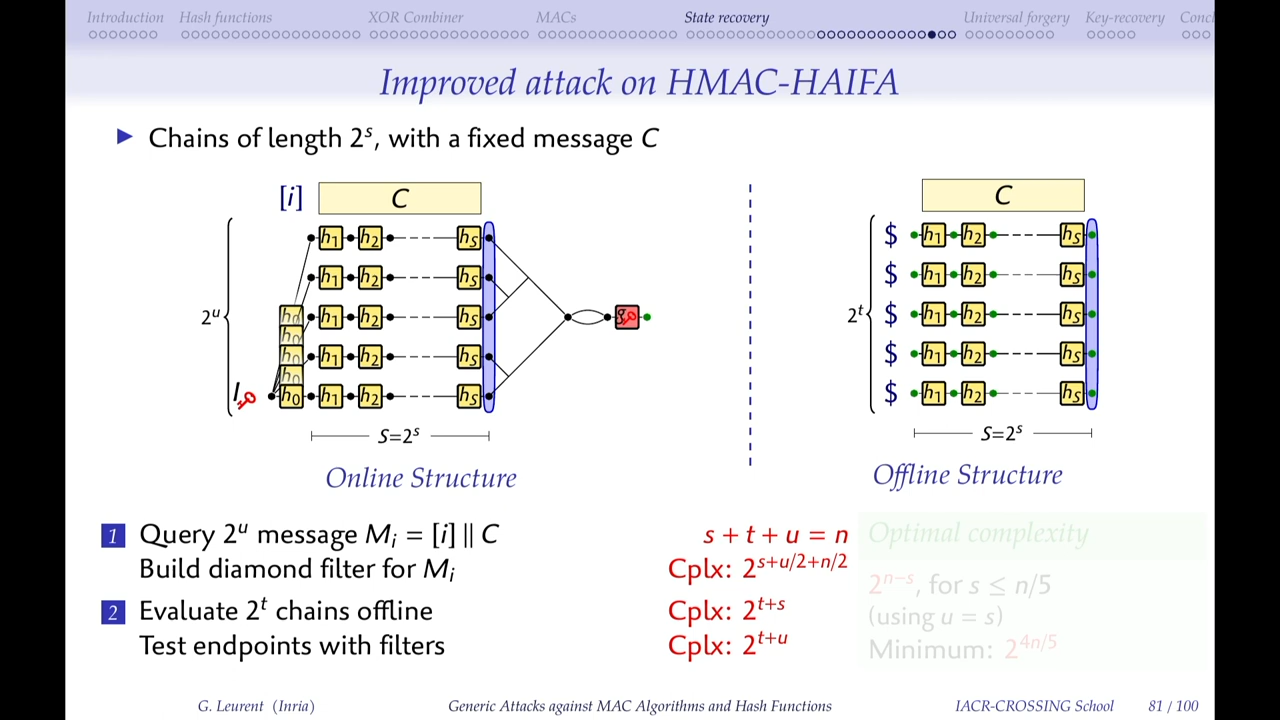 Introduction Hash functions XOR Combiner MACs State recovery Universal forgery Key-recovery Concl
Improved attack on HMAC-HAIFA
▶ Chains of length 2^s, with a fixed message C
[i] C
C
h1 h2 hS
h1 h2 hS
h0 h1 h2 hS
h0
h0 h1 h2 hS
h0
h0 h1 h2 hS
2^u
I
S=2^s
Online Structure
$ h1 h2 hS
$ h1 h2 hS
2^t $ h1 h2 hS
$ h1 h2 hS
$ h1 h2 hS
S=2^s
Offline Structure
1 Query 2^u message M_i = [i] ∥ C
Build diamond filter for M_i
2 Evaluate 2^t chains offline
Test endpoints with filters
s + t + u = n
Cplx: 2^{s+u/2+n/2}
Cplx: 2^{t+s}
Cplx: 2^{t+u}
Optimal complexity
2^{n−s}, for s ≤ n/5
(using u = s)
Minimum: 2^{4n/5}
G. Leurent (Inria) Generic Attacks against MAC Algorithms and Hash Functions IACR-CROSSING School 81 / 100